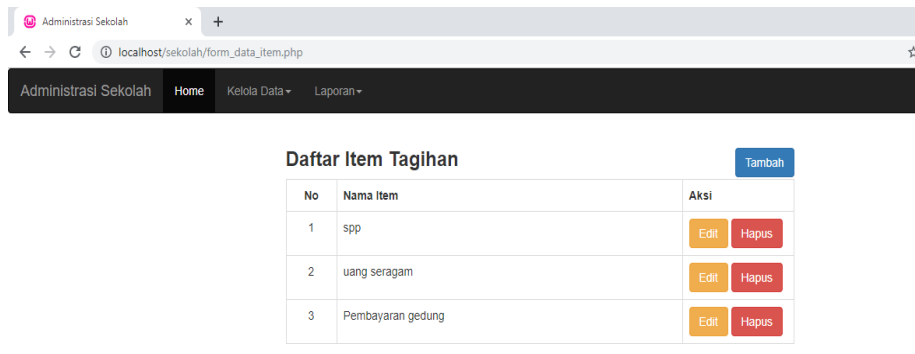 Administrasi Sekolah
localhost/sekolah/form_data_item.php
Administrasi Sekolah Home Kelola Data Laporan
Daftar Item Tagihan Tambah
No Nama Item Aksi
1 spp Edit Hapus
2 uang seragam Edit Hapus
3 Pembayaran gedung Edit Hapus